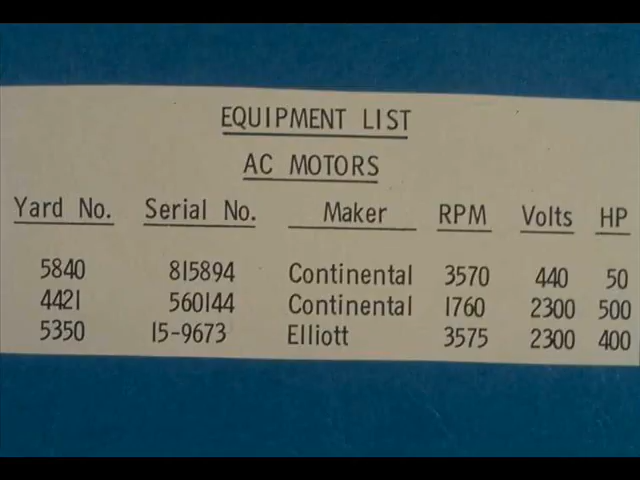 EQUIPMENT LIST
AC MOTORS
Yard No. Serial No. Maker RPM Volts HP
5840 815894 Continental 3570 440 50
4421 560144 Continental 1760 2300 500
5350 15-9673 Elliott 3575 2300 400